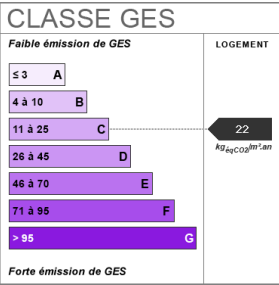 CLASSE GES
Faible émission de GES
LOGEMENT
≤ 3 A
4 à 10 B
11 à 25 C
22
kgéqCO2/m².an
26 à 45 D
46 à 70 E
71 à 95 F
> 95 G
Forte émission de GES